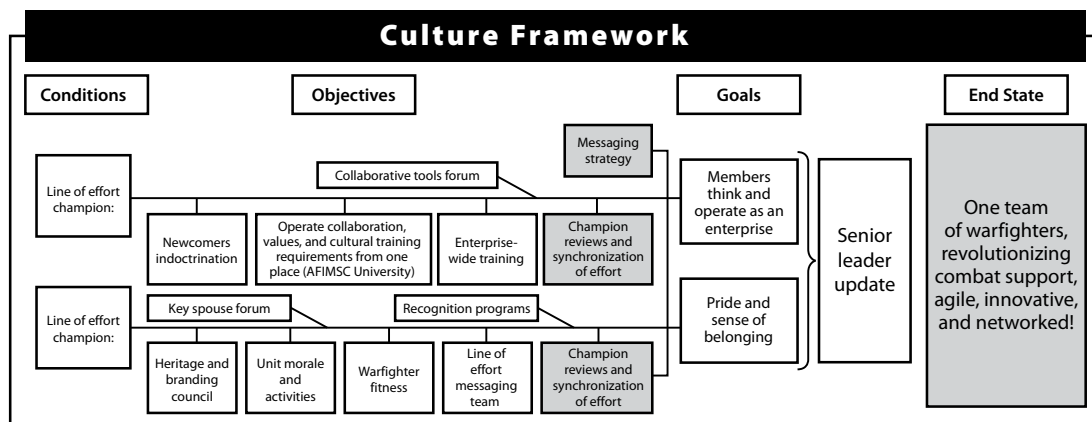 Culture Framework
Conditions
Objectives
Goals
End State
Messaging
strategy
Collaborative tools forum
Line of effort
champion:
Newcomers
indoctrination
Operate collaboration,
values, and cultural training
requirements from one
place (AFIMSC University)
Enterprise-
wide training
Champion
reviews and
synchronization
of effort
Members
think and
operate as an
enterprise
Key spouse forum
Recognition programs
Line of effort
champion:
Heritage and
branding
council
Unit morale
and
activities
Warfighter
fitness
Line of
effort
messaging
team
Champion
reviews and
synchronization
of effort
Pride and
sense of
belonging
Senior
leader
update
One team
of warfighters,
revolutionizing
combat support,
agile, innovative,
and networked!